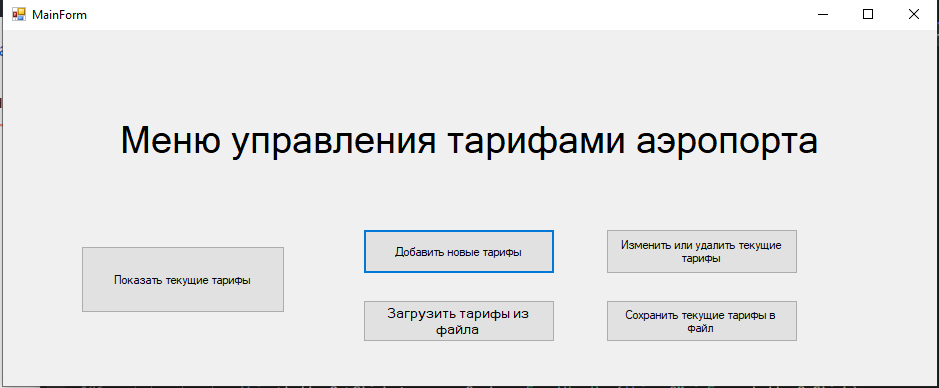 MainForm
Меню управления тарифами аэропорта
Показать текущие тарифы
Добавить новые тарифы
Изменить или удалить текущие
тарифы
Загрузить тарифы из
файла
Сохранить текущие тарифы в
файл